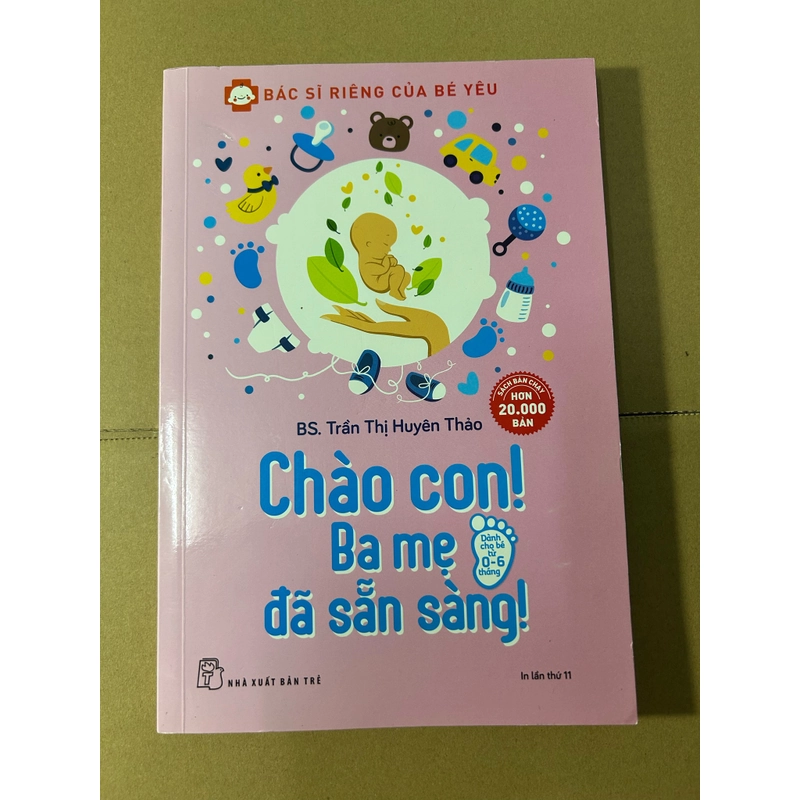 BÁC SĨ RIÊNG CỦA BÉ YÊU
SÁCH BÁN CHẠY
HƠN
20.000
BẢN
BS. Trần Thị Huyên Thảo
Chào con!
Ba mẹ
Dành
cho bé
từ
0-6
tháng
đã sẵn sàng!
NHÀ XUẤT BẢN TRẺ
In lần thứ 11